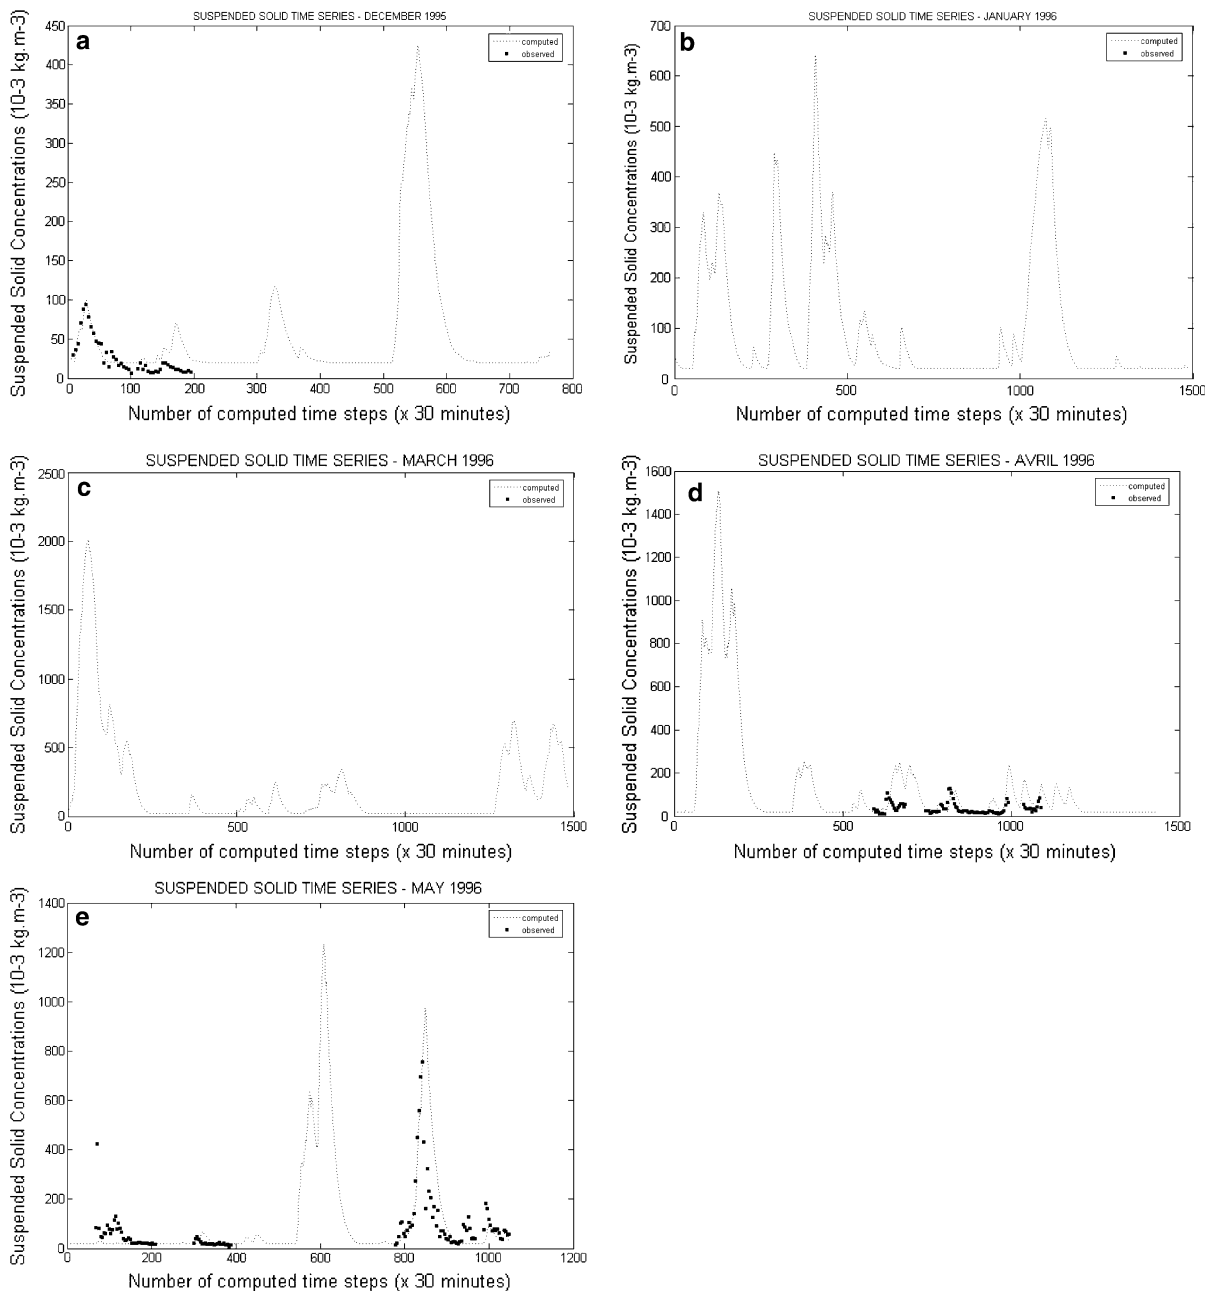 SUSPENDED SOLID TIME SERIES - DECEMBER 1995
a
computed
observed
Suspended Solid Concentrations (10-3 kg.m-3)
450
400
350
300
250
200
150
100
50
0
0 100 200 300 400 500 600 700 800
Number of computed time steps (x 30 minutes)
SUSPENDED SOLID TIME SERIES - JANUARY 1996
b
computed
observed
Suspended Solid Concentrations (10-3 kg.m-3)
700
600
500
400
300
200
100
0
0 500 1000 1500
Number of computed time steps (x 30 minutes)
SUSPENDED SOLID TIME SERIES - MARCH 1996
c
computed
observed
Suspended Solid Concentrations (10-3 kg.m-3)
2500
2000
1500
1000
500
0
0 500 1000 1500
Number of computed time steps (x 30 minutes)
SUSPENDED SOLID TIME SERIES - AVRIL 1996
d
computed
observed
Suspended Solid Concentrations (10-3 kg.m-3)
1600
1400
1200
1000
800
600
400
200
0
0 500 1000 1500
Number of computed time steps (x 30 minutes)
SUSPENDED SOLID TIME SERIES - MAY 1996
e
computed
observed
Suspended Solid Concentrations (10-3 kg.m-3)
1400
1200
1000
800
600
400
200
0
0 200 400 600 800 1000 1200
Number of computed time steps (x 30 minutes)